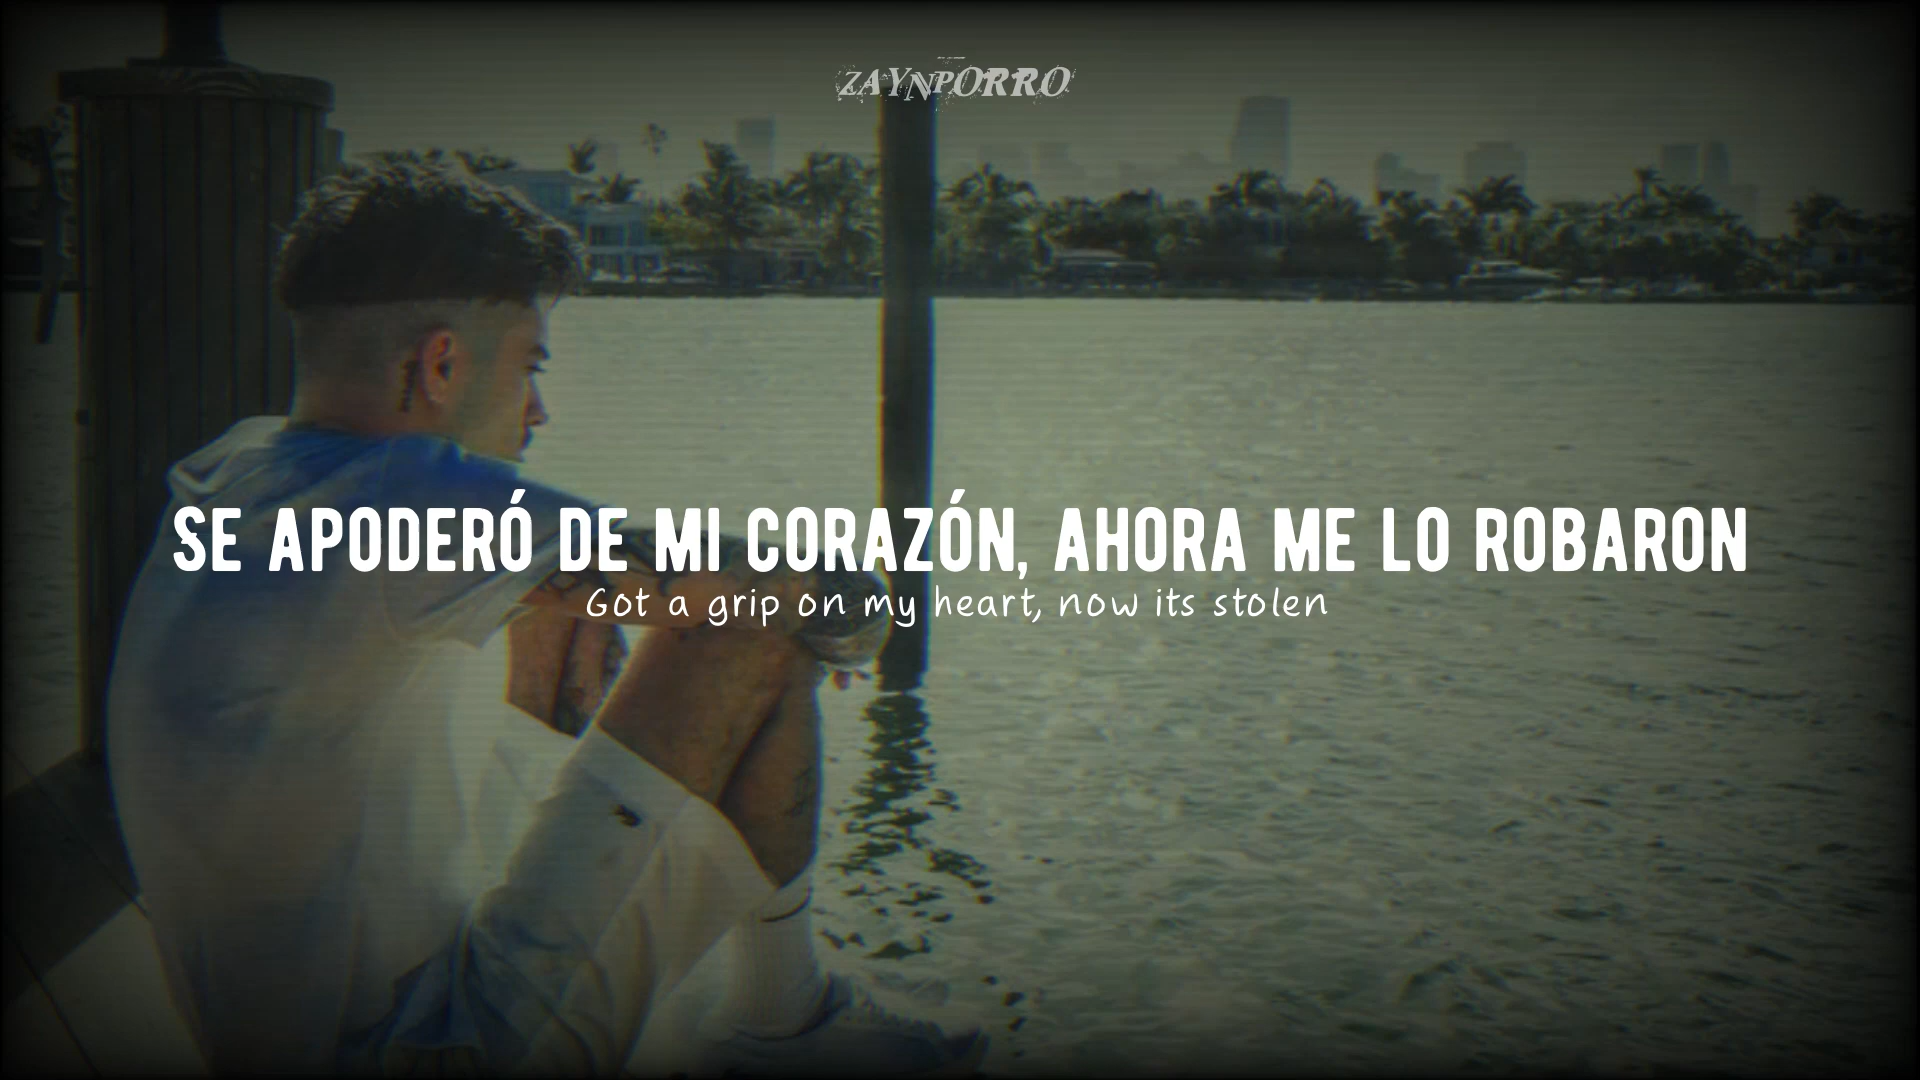 ZAYNPORRO
SE APODERÓ DE MI CORAZÓN, AHORA ME LO ROBARON
Got a grip on my heart, now its stolen